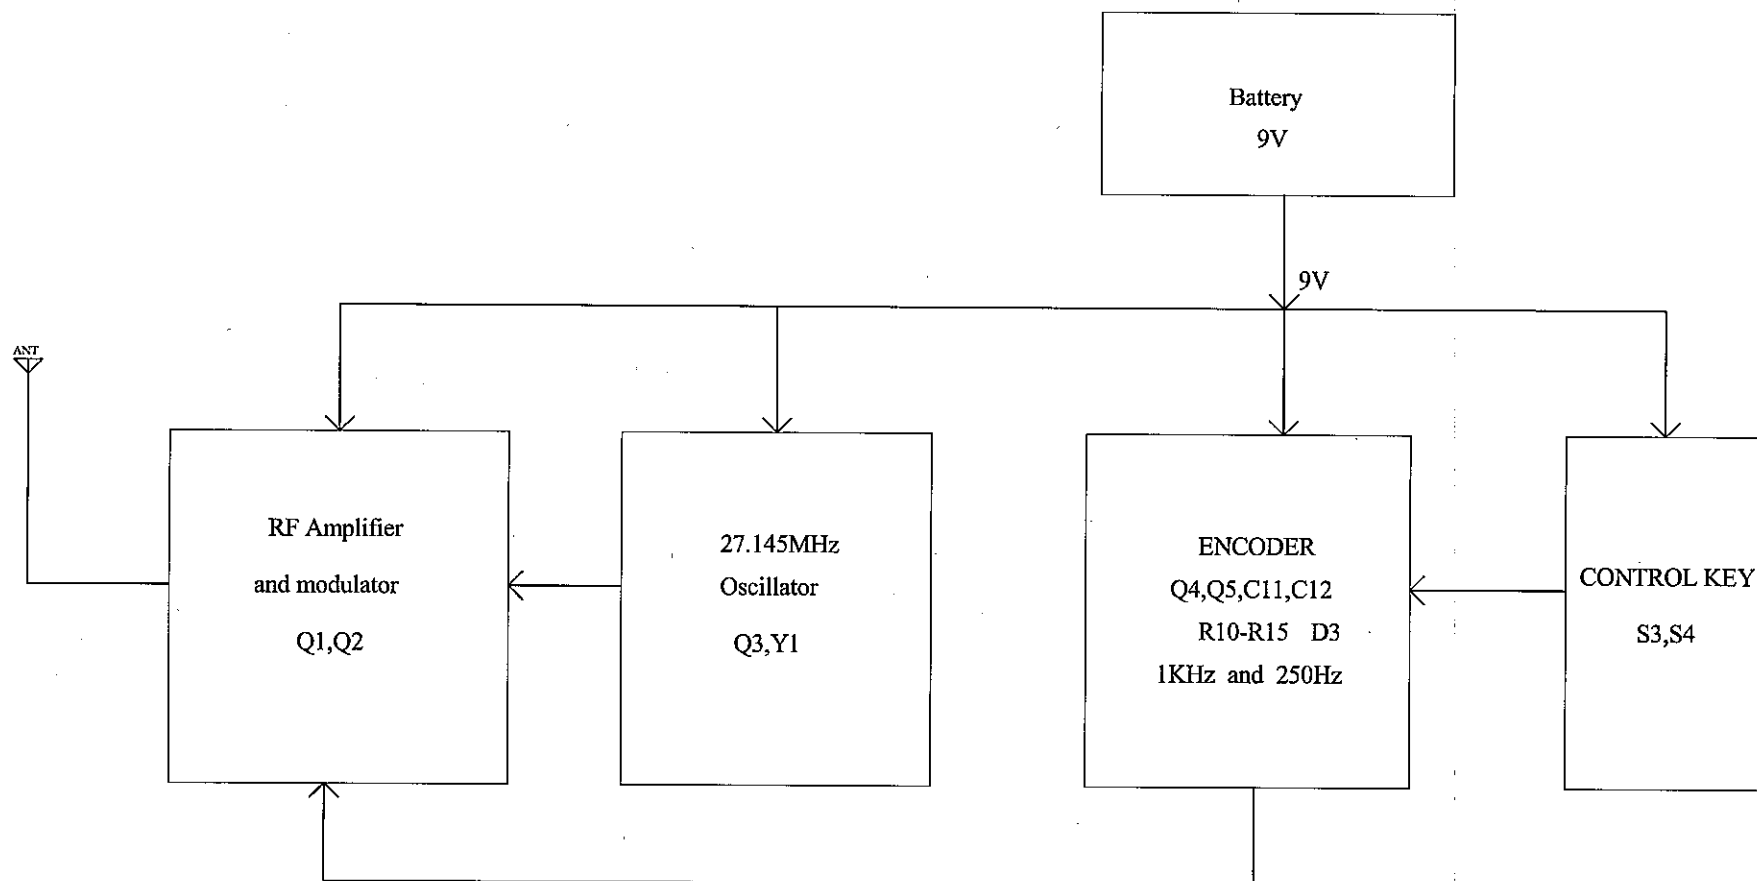 Battery
9V
9V
ANT
RF Amplifier
and modulator
Q1,Q2
27.145MHz
Oscillator
Q3,Y1
ENCODER
Q4,Q5,C11,C12
R10-R15 D3
1KHz and 250Hz
CONTROL KEY
S3,S4